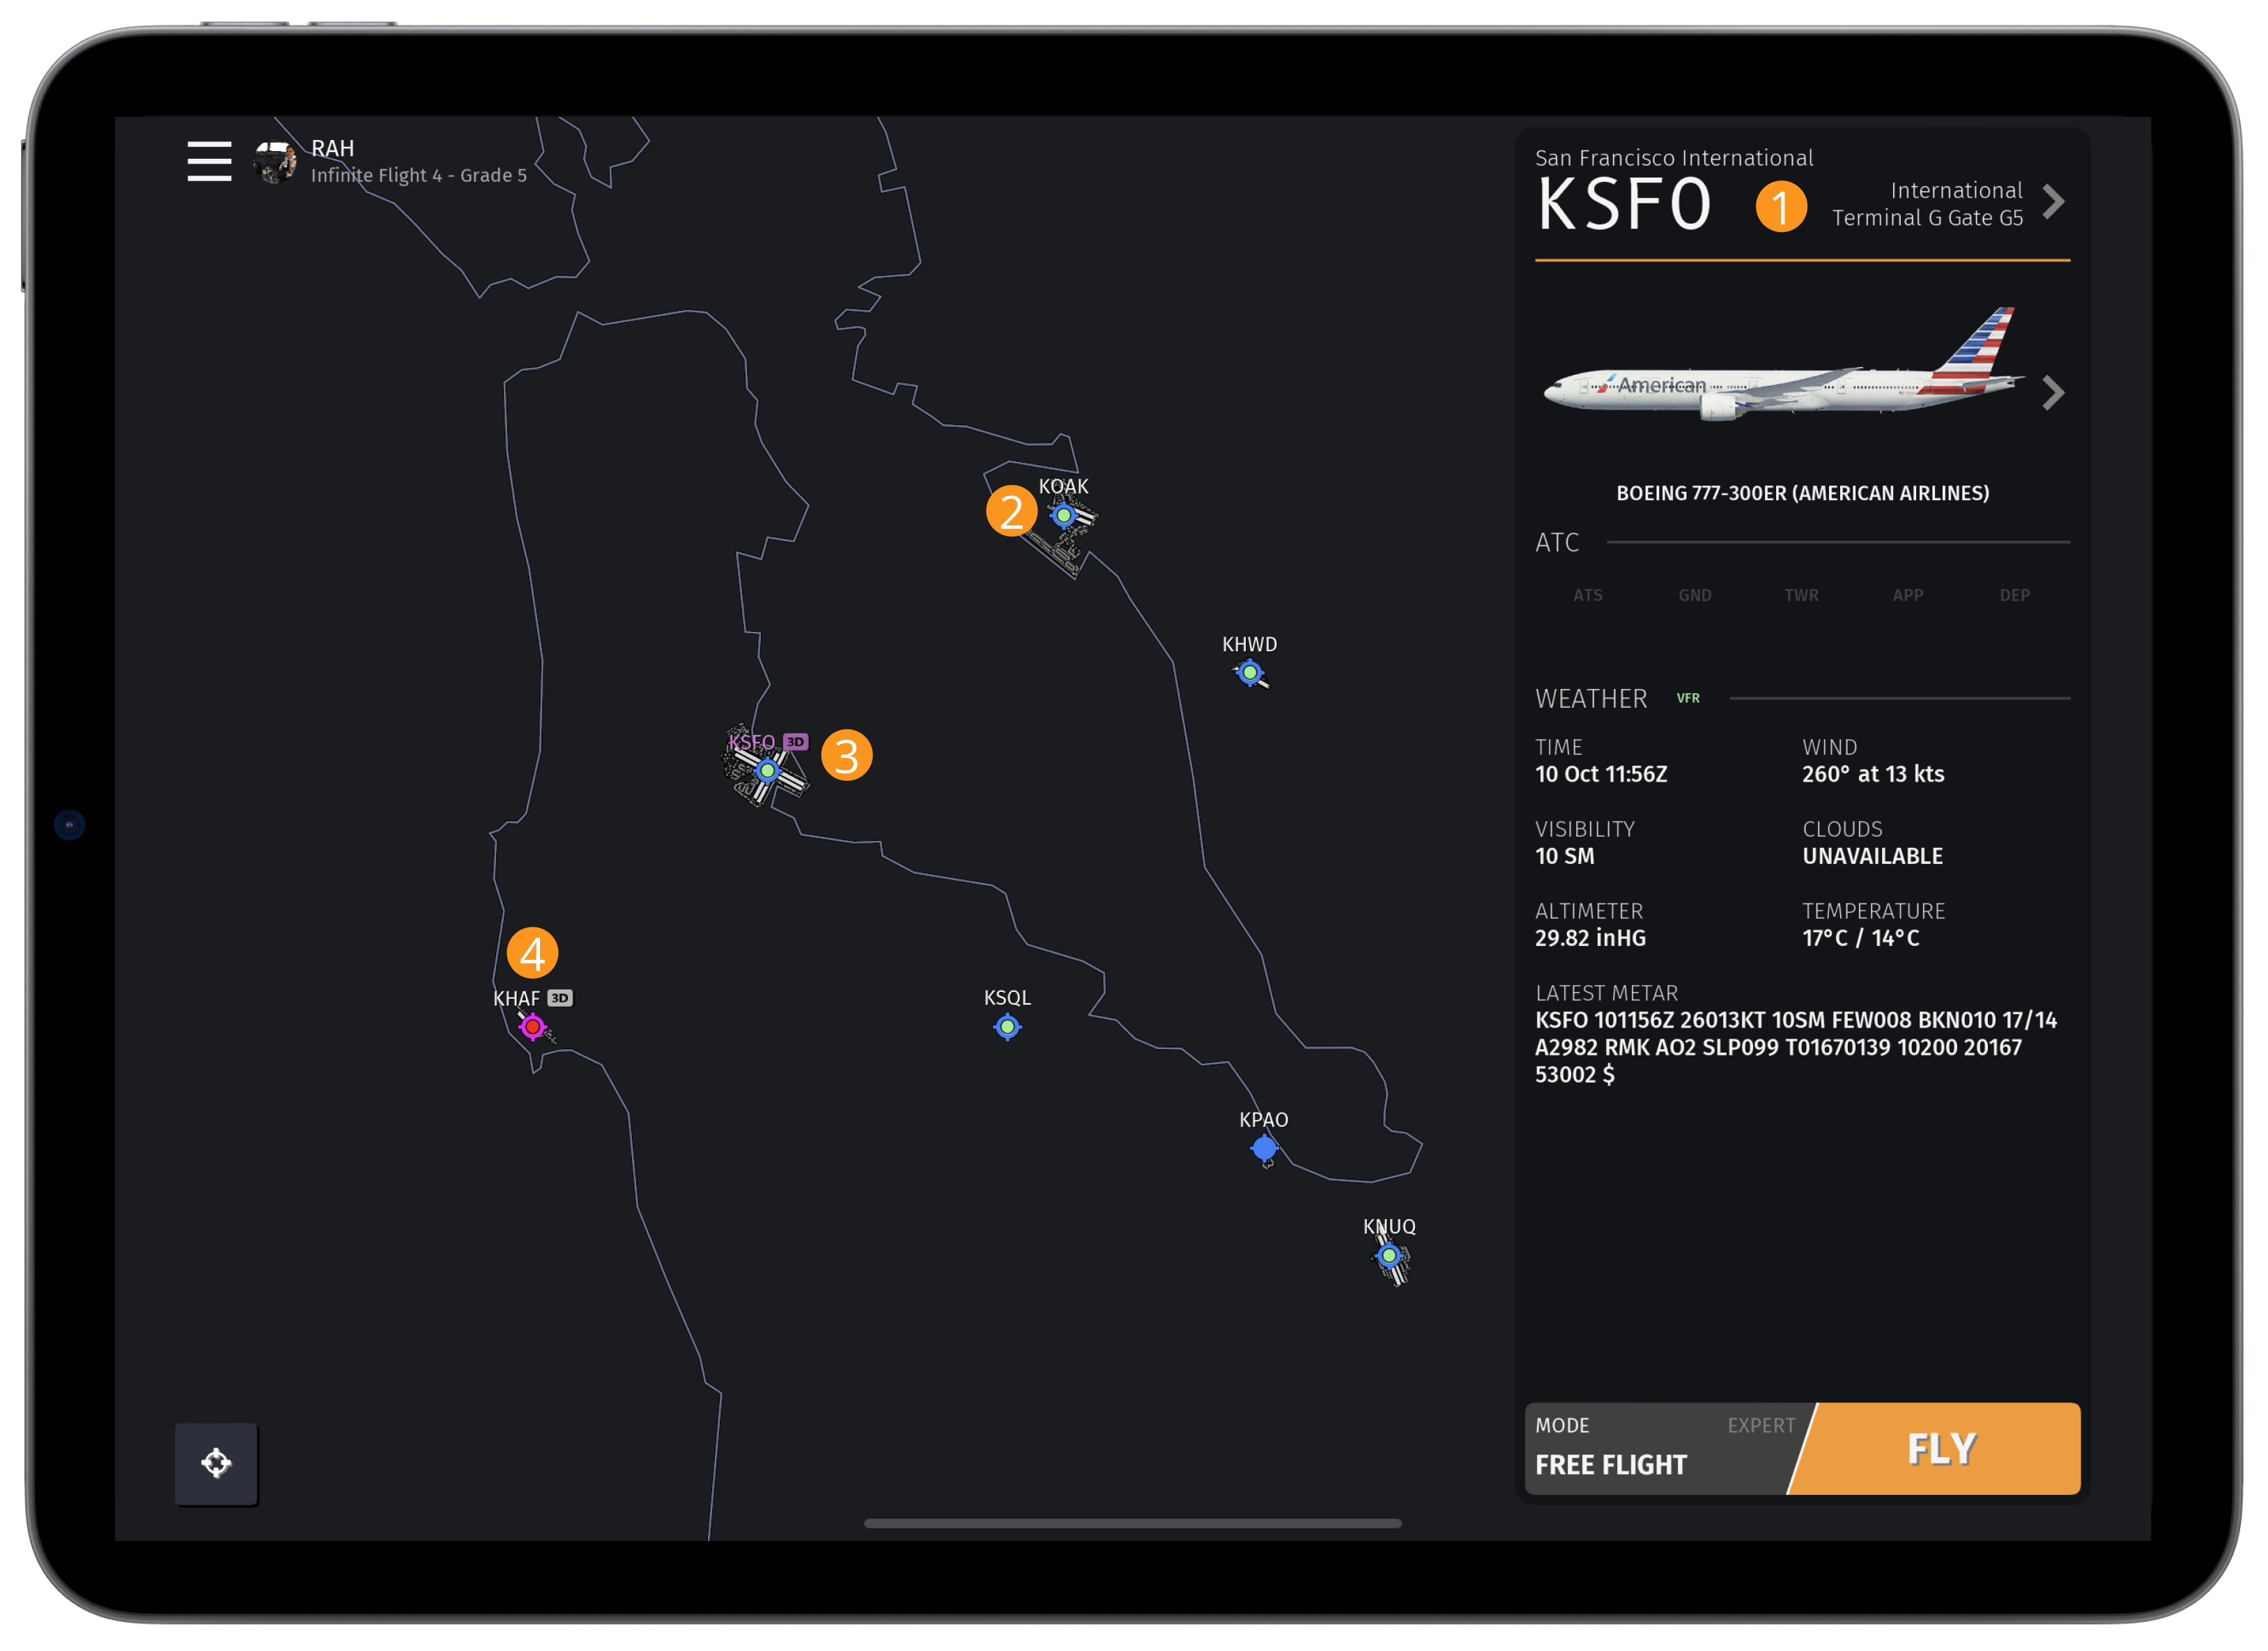 RAH
Infinite Flight 4 - Grade 5
San Francisco International
KSFO
1
International
Terminal G Gate G5
American
BOEING 777-300ER (AMERICAN AIRLINES)
ATC
ATS GND TWR APP DEP
WEATHER VFR
TIME
10 Oct 11:56Z
WIND
260° at 13 kts
VISIBILITY
10 SM
CLOUDS
UNAVAILABLE
ALTIMETER
29.82 inHG
TEMPERATURE
17°C / 14°C
LATEST METAR
KSFO 101156Z 26013KT 10SM FEW008 BKN010 17/14
A2982 RMK AO2 SLP099 T01670139 10200 20167
53002 $
MODE
EXPERT
FREE FLIGHT
FLY
KOAK
2
KHWD
KSFO 3D
3
4
KHAF 3D
KSQL
KPAO
KNUQ